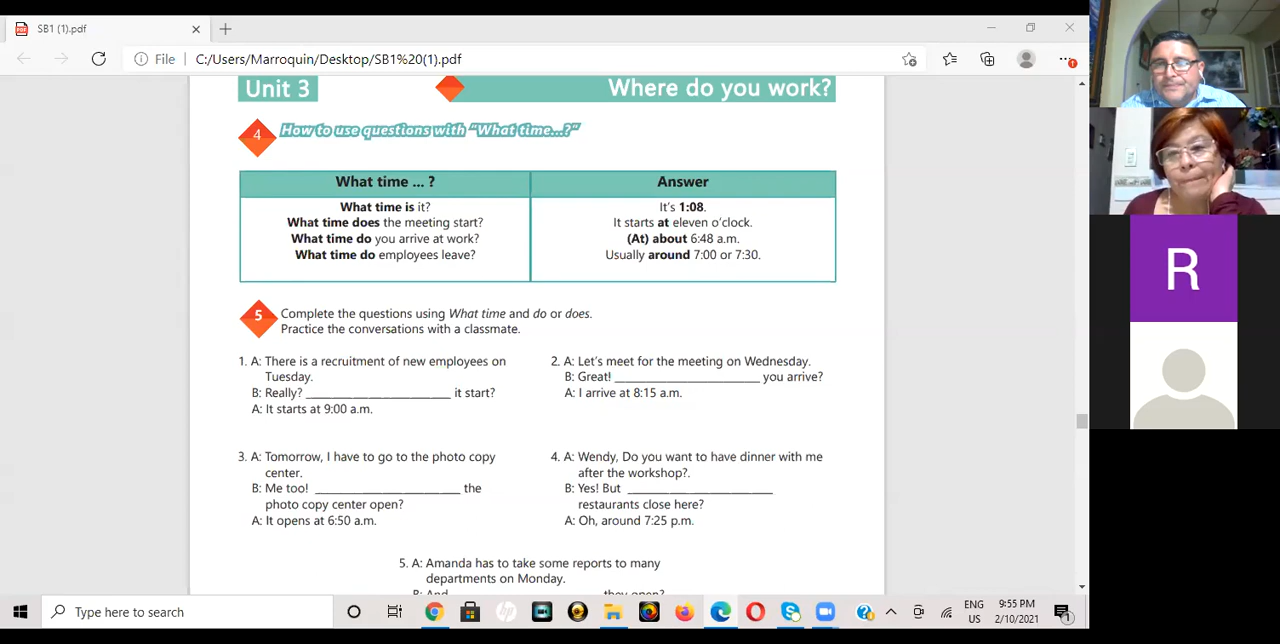 SB1 (1).pdf
File
C:/Users/Marroquin/Desktop/SB1%20(1).pdf
Unit 3
Where do you work?
4
How to use questions with "What time...?"
What time ... ?
Answer
What time is it?
It's 1:08.
What time does the meeting start?
It starts at eleven o'clock.
What time do you arrive at work?
(At) about 6:48 a.m.
What time do employees leave?
Usually around 7:00 or 7:30.
5
Complete the questions using What time and do or does.
Practice the conversations with a classmate.
1. A: There is a recruitment of new employees on
Tuesday.
B: Really? ______________________ it start?
A: It starts at 9:00 a.m.
2. A: Let's meet for the meeting on Wednesday.
B: Great! ______________________ you arrive?
A: I arrive at 8:15 a.m.
3. A: Tomorrow, I have to go to the photo copy
center.
B: Me too! ______________________ the
photo copy center open?
A: It opens at 6:50 a.m.
4. A: Wendy, Do you want to have dinner with me
after the workshop?.
B: Yes! But ______________________
restaurants close here?
A: Oh, around 7:25 p.m.
5. A: Amanda has to take some reports to many
departments on Monday.
B: And ______________________ they open?
R
Type here to search
ENG
US
9:55 PM
2/10/2021
1